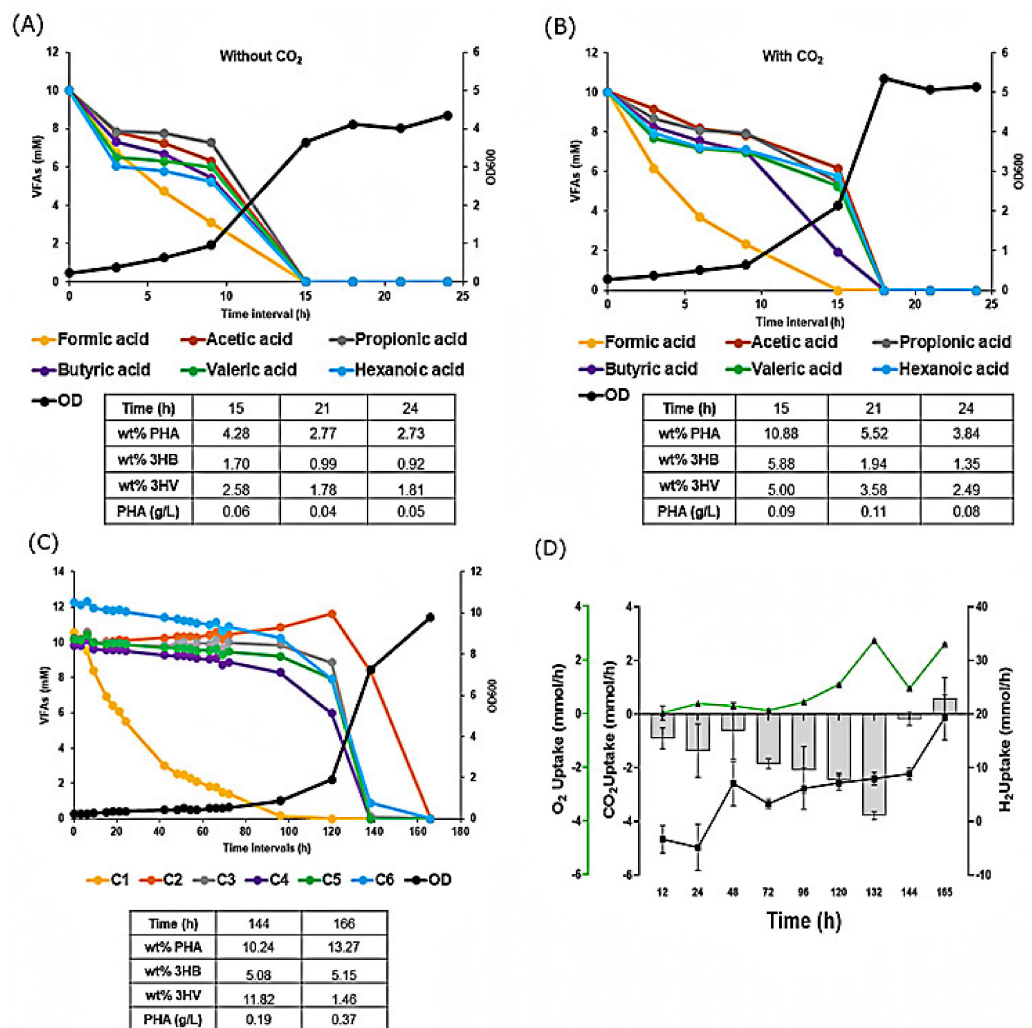 (A)
Without CO₂
VFAs (mM)
12
10
8
6
4
2
0
0 5 10 15 20 25
6
5
4
3
2
1
0
OD600
Time interval (h)
Formic acid Acetic acid Propionic acid
Butyric acid Valeric acid Hexanoic acid
OD
Time (h) 15 21 24
wt% PHA 4.28 2.77 2.73
wt% 3HB 1.70 0.99 0.92
wt% 3HV 2.58 1.78 1.81
PHA (g/L) 0.06 0.04 0.05
(B)
With CO₂
VFAs (mM)
12
10
8
6
4
2
0
0 5 10 15 20 25
6
5
4
3
2
1
0
OD600
Time interval (h)
Formic acid Acetic acid Propionic acid
Butyric acid Valeric acid Hexanoic acid
OD
Time (h) 15 21 24
wt% PHA 10.88 5.52 3.84
wt% 3HB 5.88 1.94 1.35
wt% 3HV 5.00 3.58 2.49
PHA (g/L) 0.09 0.11 0.08
(C)
VFAs (mM)
14
12
10
8
6
4
2
0
0 20 40 60 80 100 120 140 160 180
12
10
8
6
4
2
0
OD600
Time Intervals (h)
C1 C2 C3 C4 C5 C6 OD
Time (h) 144 166
wt% PHA 10.24 13.27
wt% 3HB 5.08 5.15
wt% 3HV 11.82 1.46
PHA (g/L) 0.19 0.37
(D)
O₂ Uptake (mmol/h)
4
2
0
-2
-4
-6
CO₂Uptake (mmol/h)
4
2
0
-2
-4
-6
40
30
20
10
0
-10
H₂Uptake (mmol/h)
12 24 48 72 96 120 132 144 165
Time (h)